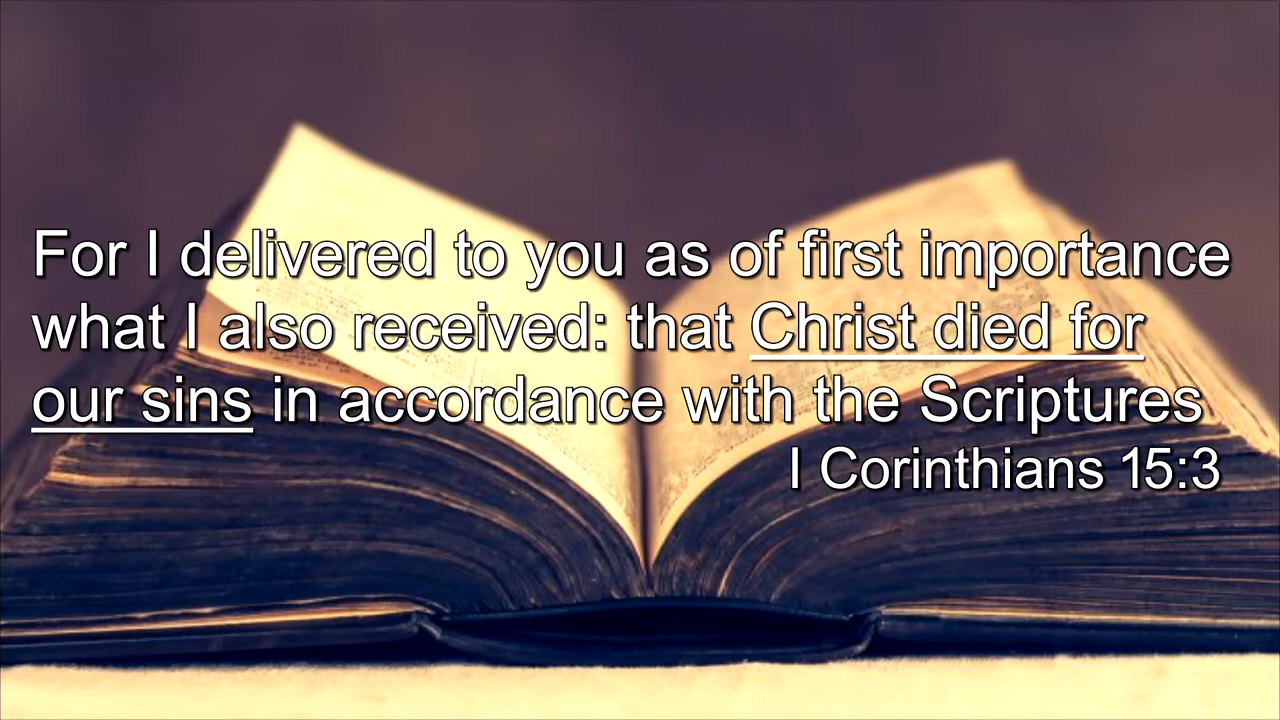 For I delivered to you as of first importance
what I also received: that Christ died for
our sins in accordance with the Scriptures
I Corinthians 15:3